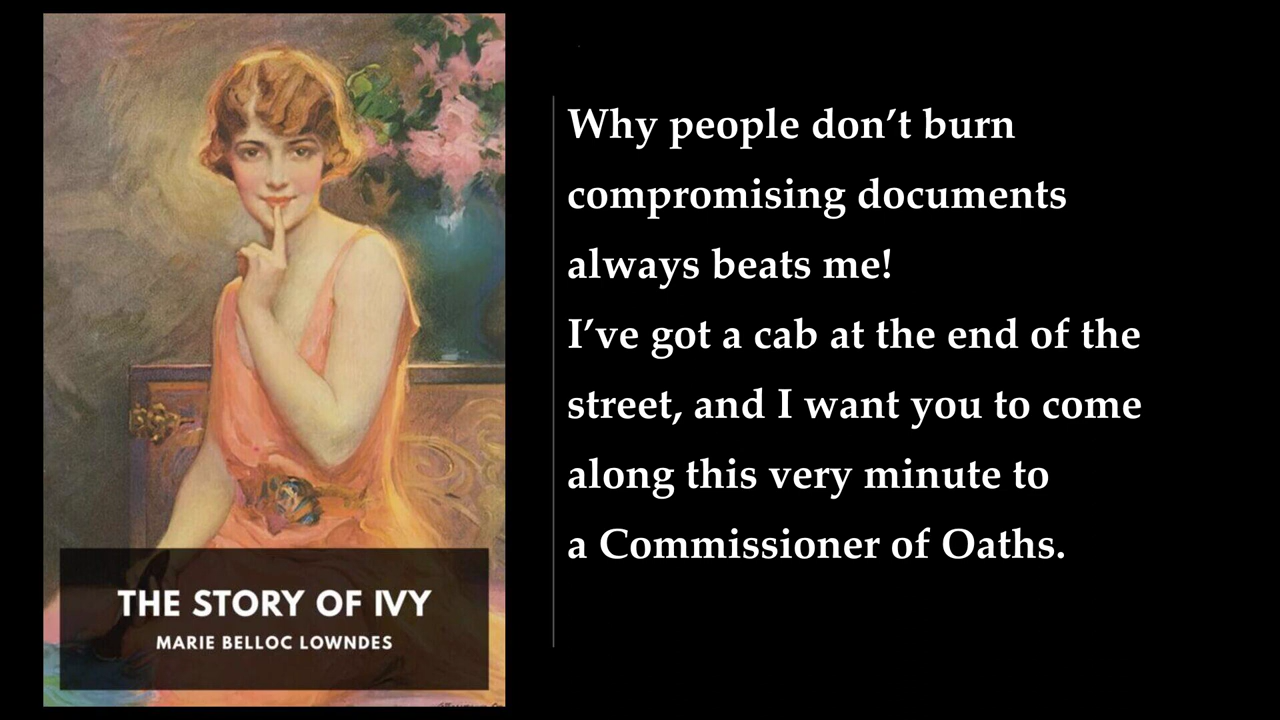 THE STORY OF IVY
MARIE BELLOC LOWNDES
Why people don’t burn
compromising documents
always beats me!
I’ve got a cab at the end of the
street, and I want you to come
along this very minute to
a Commissioner of Oaths.